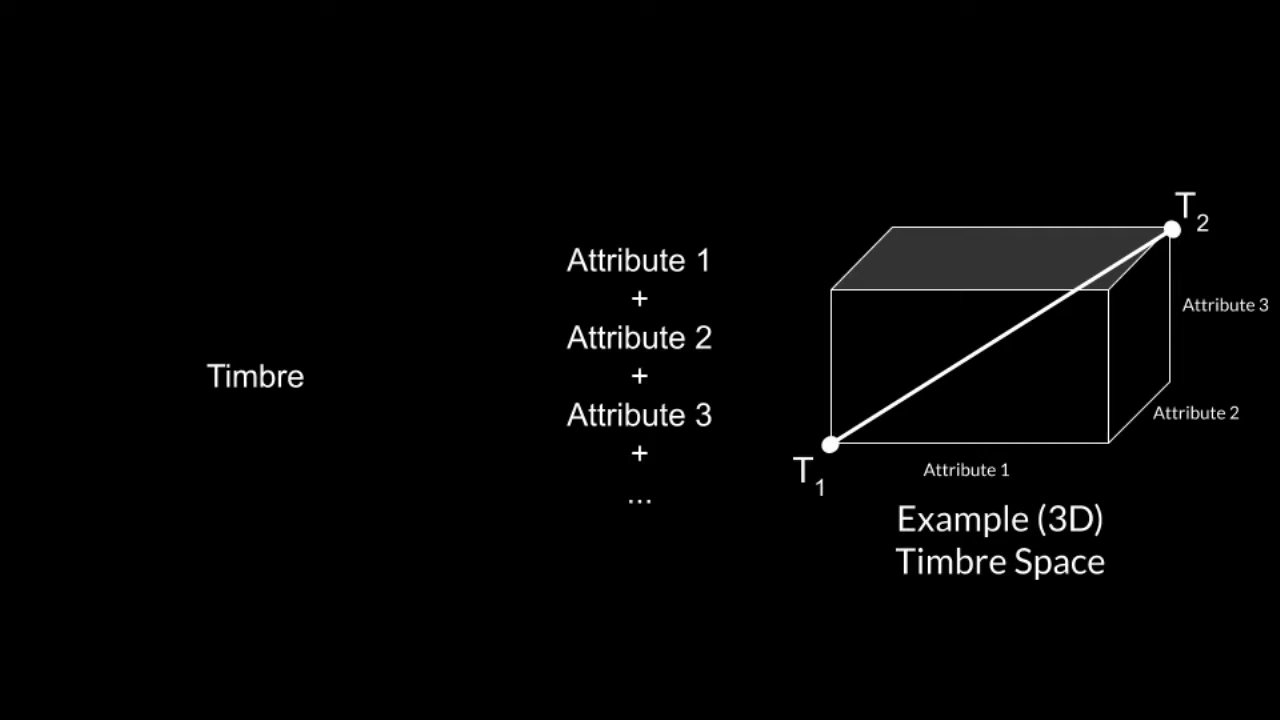 Timbre
Attribute 1
+
Attribute 2
+
Attribute 3
+
...
T2
Attribute 3
Attribute 2
T1
Attribute 1
Example (3D)
Timbre Space